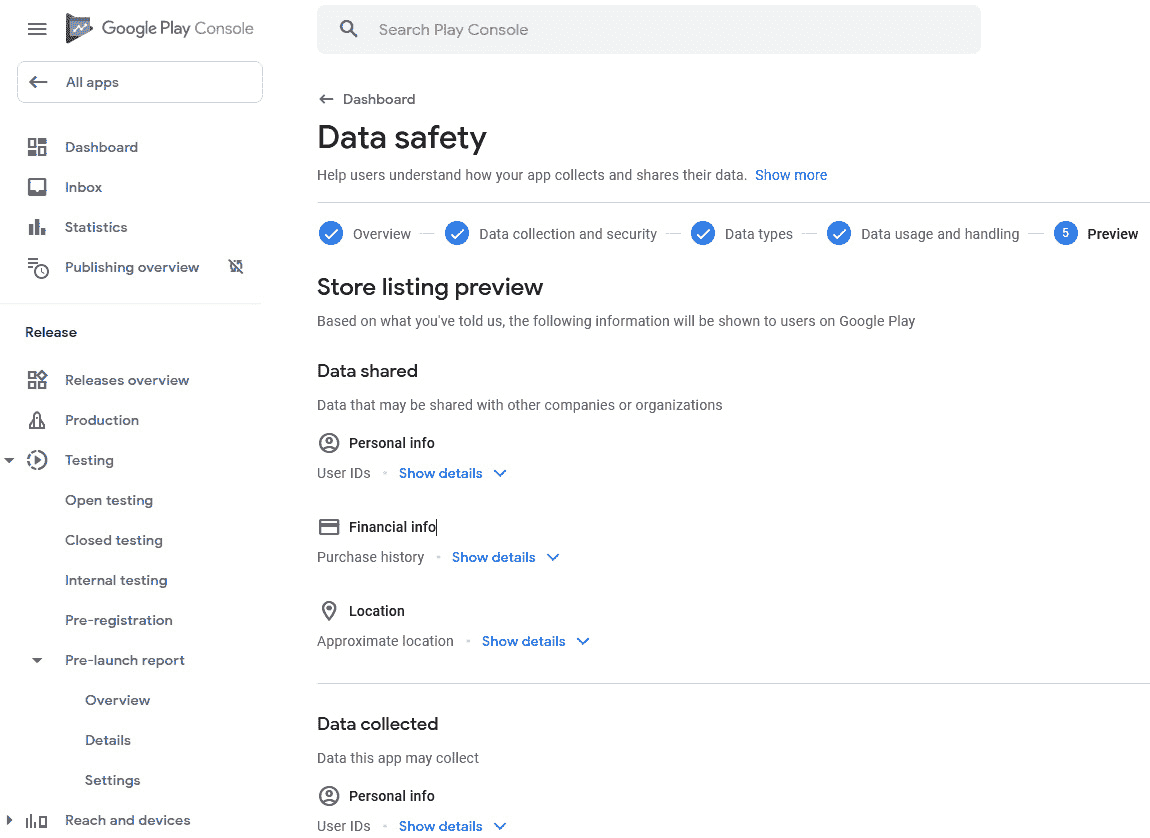 Google Play Console
Search Play Console
All apps
Dashboard
Inbox
Statistics
Publishing overview
Release
Releases overview
Production
Testing
Open testing
Closed testing
Internal testing
Pre-registration
Pre-launch report
Overview
Details
Settings
Reach and devices
Dashboard
Data safety
Help users understand how your app collects and shares their data. Show more
Overview Data collection and security Data types Data usage and handling 5 Preview
Store listing preview
Based on what you've told us, the following information will be shown to users on Google Play
Data shared
Data that may be shared with other companies or organizations
Personal info
User IDs • Show details
Financial info
Purchase history • Show details
Location
Approximate location • Show details
Data collected
Data this app may collect
Personal info
User IDs • Show details